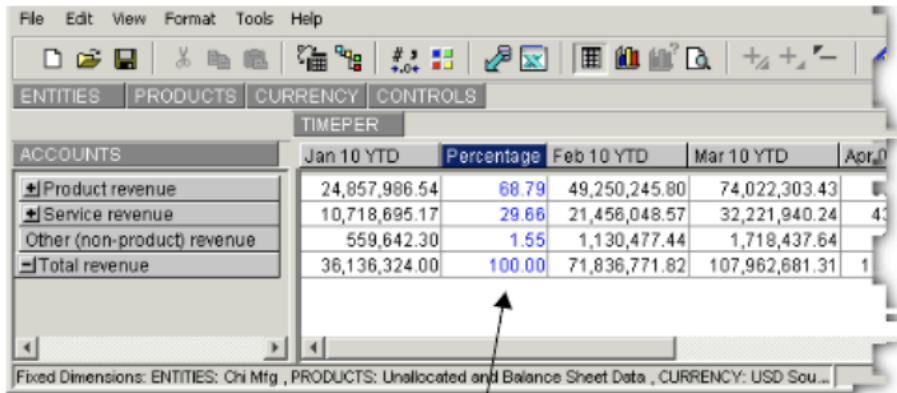 File Edit View Format Tools Help
ENTITIES PRODUCTS CURRENCY CONTROLS
TIMEPER
ACCOUNTS Jan 10 YTD Percentage Feb 10 YTD Mar 10 YTD
Product revenue 24,857,986.54 68.79 49,250,245.80 74,022,303.43
Service revenue 10,718,695.17 29.66 21,456,048.57 32,221,940.24
Other (non-product) revenue 559,642.30 1.55 1,130,477.44 1,718,437.64
Total revenue 36,136,324.00 100.00 71,836,771.82 107,962,681.31
Fixed Dimensions: ENTITIES: Chi Mfg , PRODUCTS: Unallocated and Balance Sheet Data , CURRENCY: USD Sou...